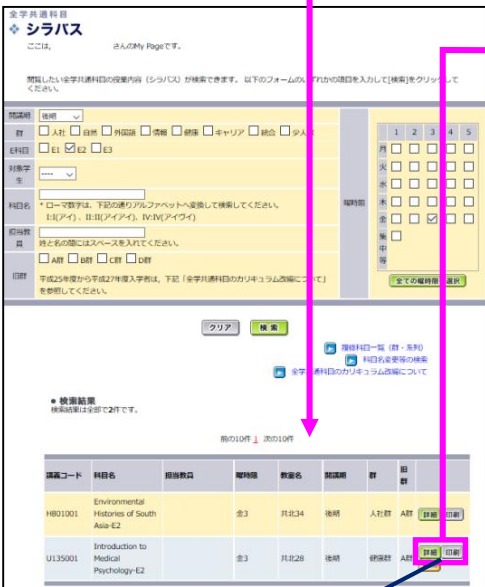 全学共通科目
シラバス
ここは、 さんのMy Pageです。
閲覧したい全学共通科目の授業内容（シラバス）が検索できます。以下のフォームのいずれかの項目を入力して[検索]をクリックして
ください。
開講期 後期
群 人社 自然 外国語 情報 健康 キャリア 統合 少人
E科目 E1 E2 E3
対象学
生 ----
科目名 * ローマ数字は、下記の通りアルファベットへ変換して検索してください。
I:I(アイ)、II:II(アイアイ)、IV:IV(アイヴイ)
担当教
員 姓と名の間にはスペースを入れてください。
旧群 A群 B群 C群 D群
平成25年度から平成27年度入学者は、下記「全学共通科目のカリキュラム改編について」
を参照してください。
曜時限
1 2 3 4 5
月
火
水
木
金
集
中
等
全ての曜時限 選択
クリア 検索
履修科目一覧（群・系列）
科目名変更等の検索
全学共通科目のカリキュラム改編について
● 検索結果
検索結果は全部で2件です。
前の10件 1 次の10件
講義コード 科目名 担当教員 曜時限 教室名 開講期 群 旧
群
H801001 Environmental
Histories of South
Asia-E2 金3 共北34 後期 人社群 A群 詳細 印刷
U135001 Introduction to
Medical
Psychology-E2 金3 共北28 後期 健康群 A群 詳細 印刷